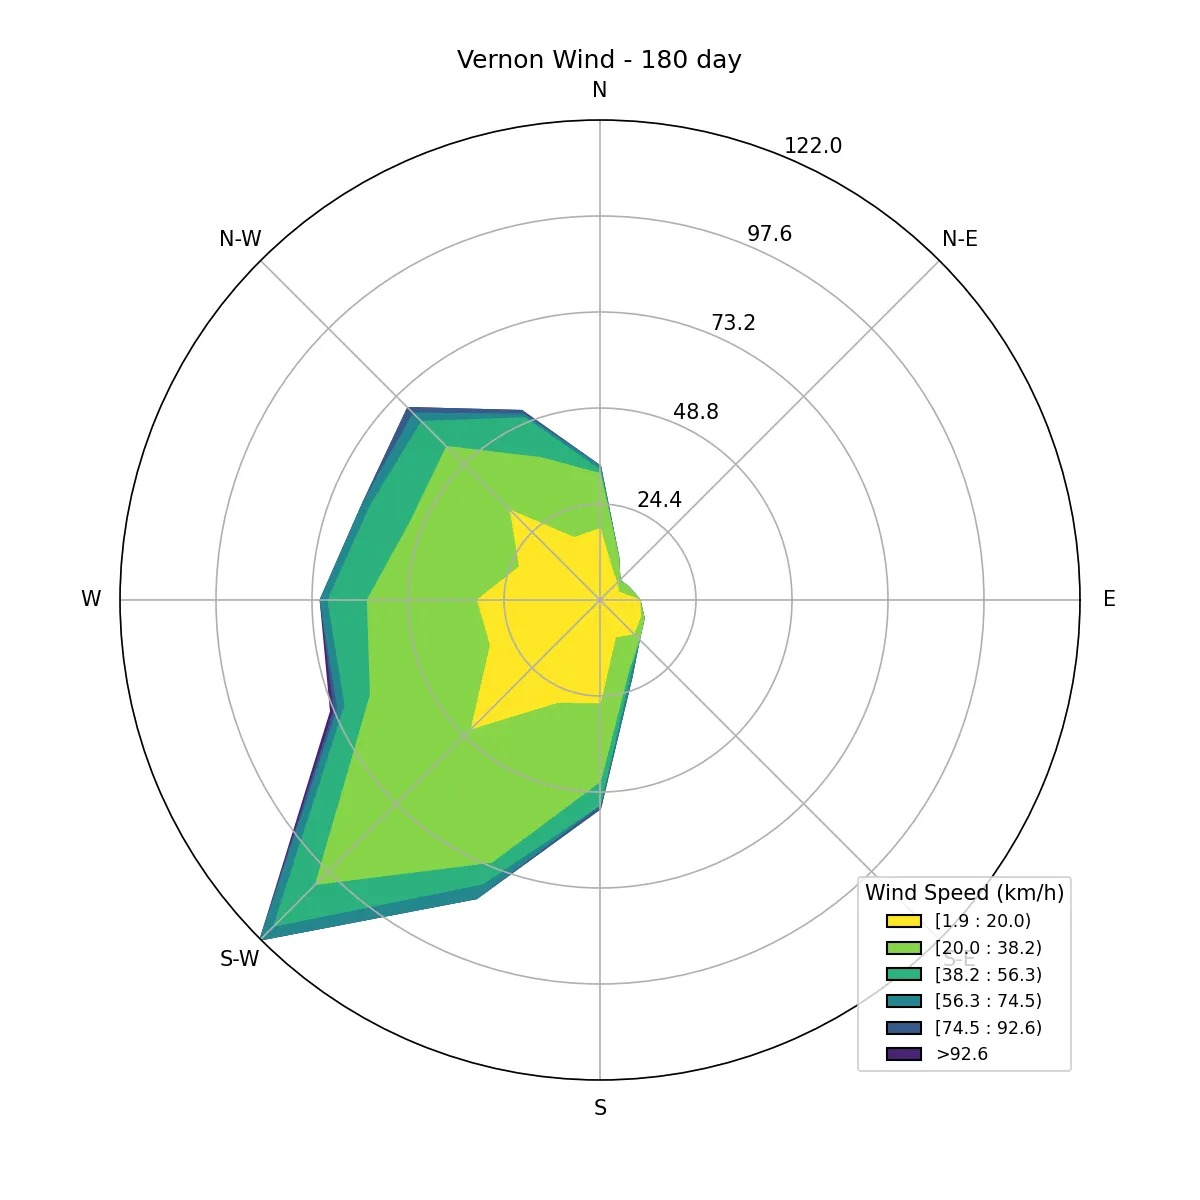 Vernon Wind - 180 day
N
122.0
97.6
N-W
N-E
73.2
48.8
24.4
W
E
S-W
S-E
Wind Speed (km/h)
[1.9 : 20.0)
[20.0 : 38.2)
[38.2 : 56.3)
[56.3 : 74.5)
[74.5 : 92.6)
>92.6
S